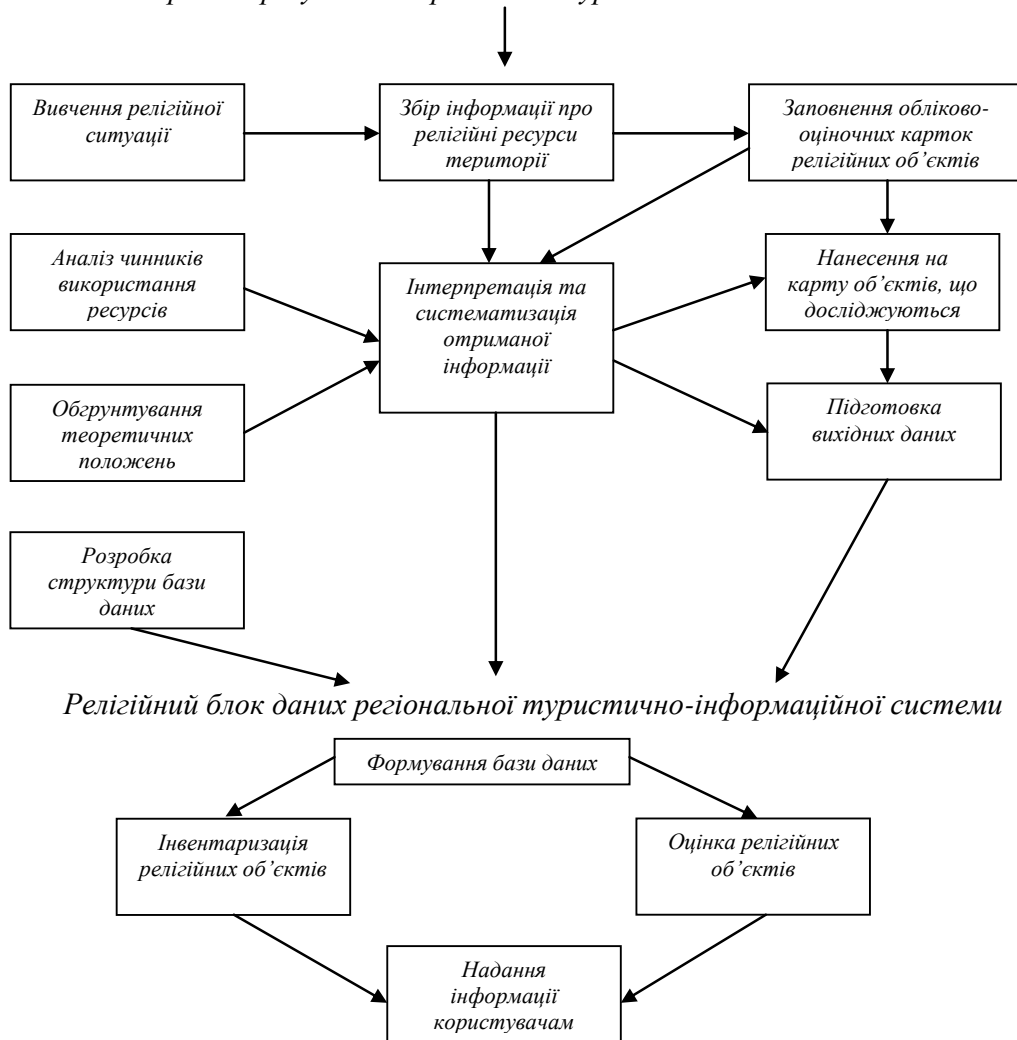 Вивчення релігійної
ситуації
Збір інформації про
релігійні ресурси
території
Заповнення обліково-
оціночних карток
релігійних об’єктів
Аналіз чинників
використання
ресурсів
Інтерпретація та
систематизація
отриманої
інформації
Нанесення на
карту об’єктів, що
досліджуються
Обгрунтування
теоретичних
положень
Підготовка
вихідних даних
Розробка
структури бази
даних
Релігійний блок даних регіональної туристично-інформаційної системи
Формування бази даних
Інвентаризація
релігійних об’єктів
Оцінка релігійних
об’єктів
Надання
інформації
користувачам